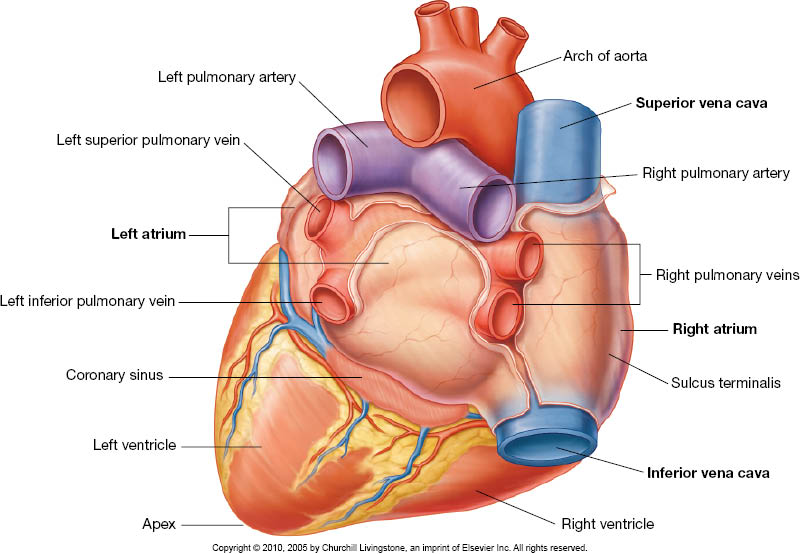 Arch of aorta
Left pulmonary artery
Superior vena cava
Left superior pulmonary vein
Right pulmonary artery
Left atrium
Right pulmonary veins
Left inferior pulmonary vein
Right atrium
Coronary sinus
Sulcus terminalis
Left ventricle
Inferior vena cava
Apex
Right ventricle
Copyright © 2010, 2005 by Churchill Livingstone, an imprint of Elsevier Inc. All rights reserved.